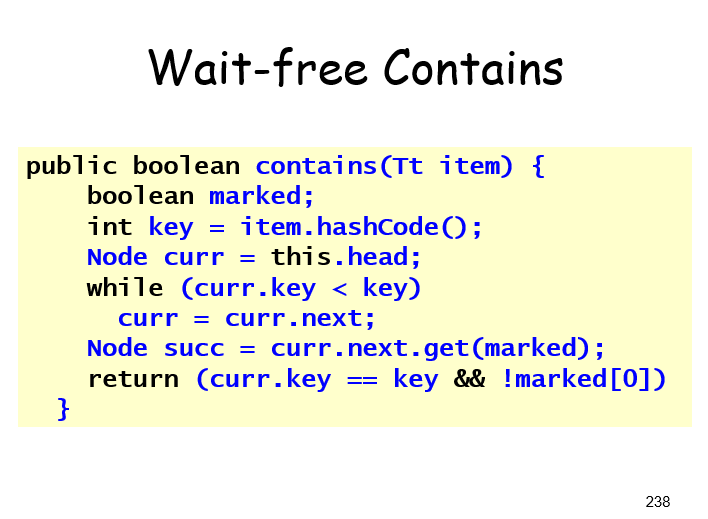 Wait-free Contains
public boolean contains(Tt item) {
    boolean marked;
    int key = item.hashCode();
    Node curr = this.head;
    while (curr.key < key)
      curr = curr.next;
    Node succ = curr.next.get(marked);
    return (curr.key == key && !marked[0])
  }
238